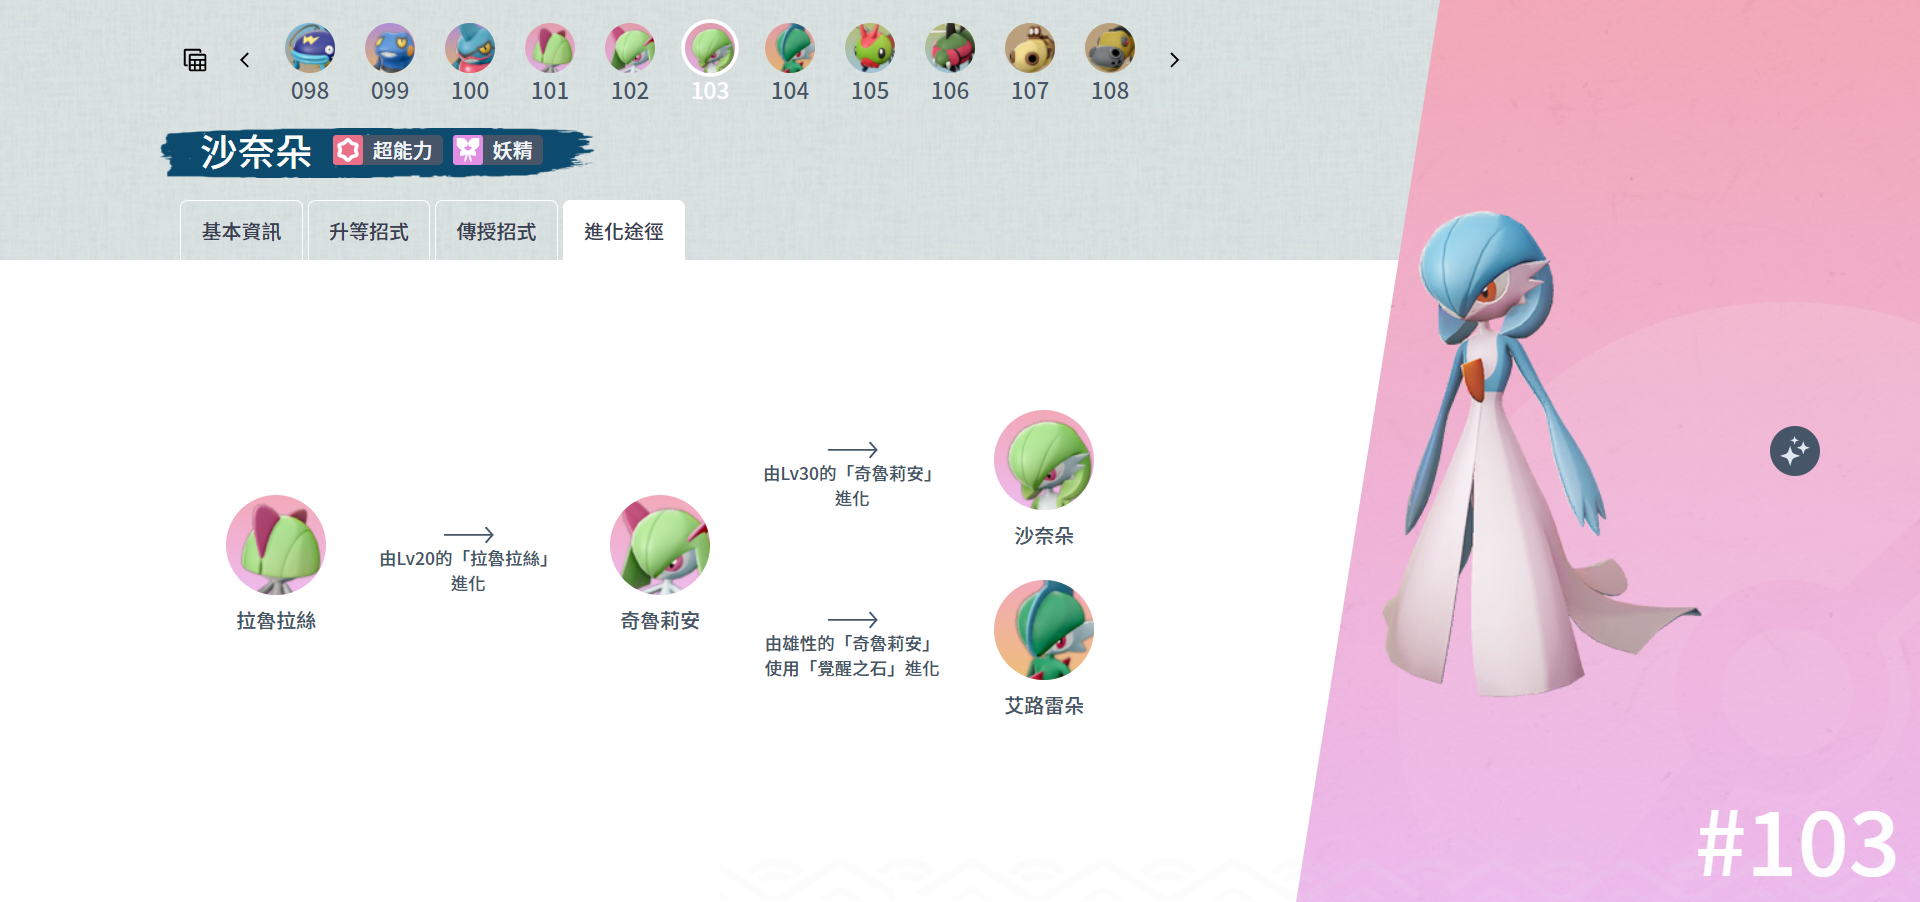 098 099 100 101 102 103 104 105 106 107 108
沙奈朵 超能力 妖精
基本資訊 升等招式 傳授招式 進化途徑
拉魯拉絲
由Lv20的「拉魯拉絲」
進化
奇魯莉安
由Lv30的「奇魯莉安」
進化
沙奈朵
由雄性的「奇魯莉安」
使用「覺醒之石」進化
艾路雷朵
#103